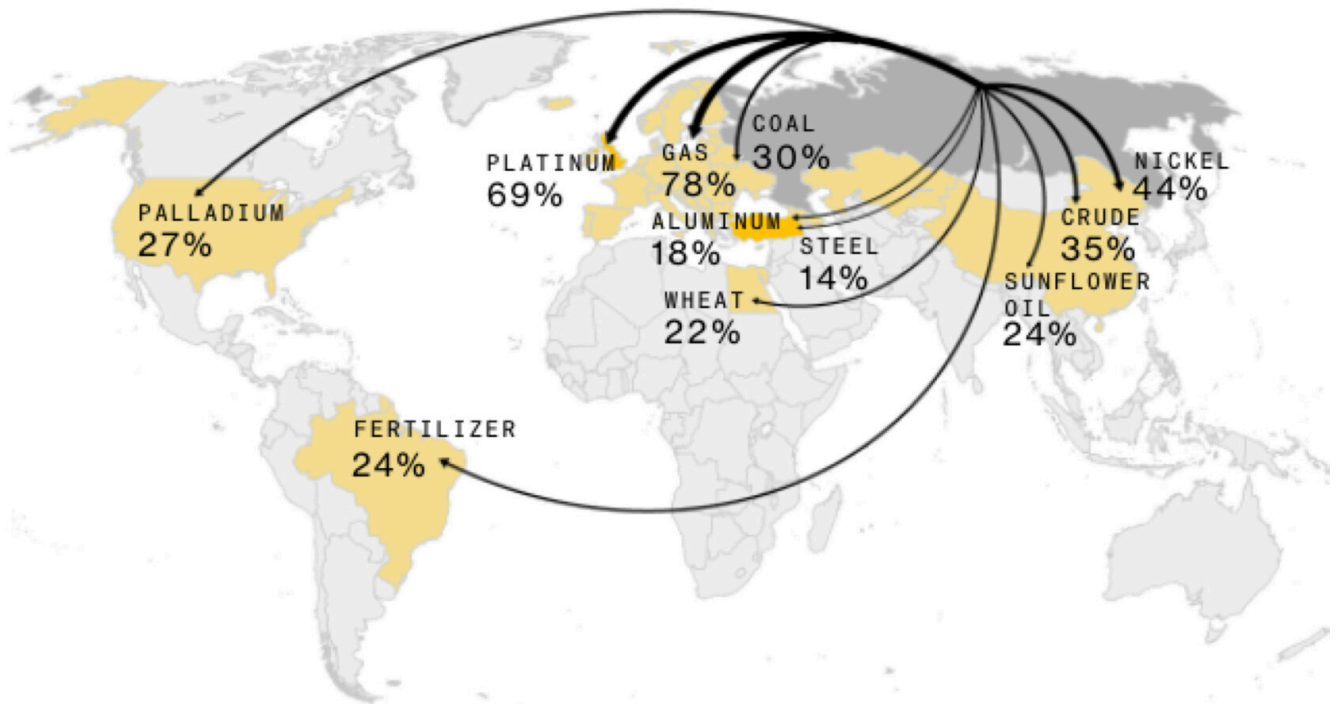 COAL
30%
GAS
78%
PLATINUM
69%
NICKEL
44%
PALLADIUM
27%
ALUMINUM
18%
CRUDE
35%
STEEL
14%
SUNFLOWER
OIL
24%
WHEAT
22%
FERTILIZER
24%